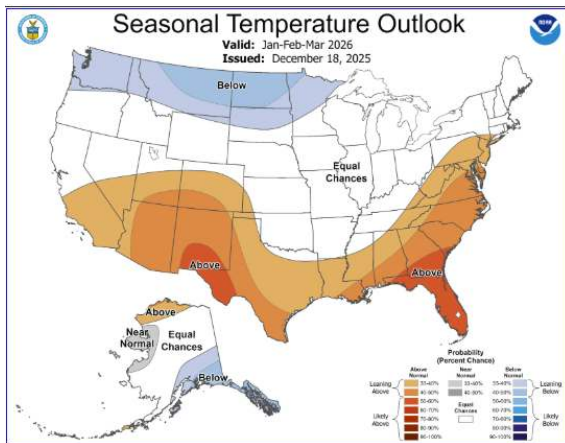 Seasonal Temperature Outlook
Valid: Jan-Feb-Mar 2026
Issued: December 18, 2025
NOAA
Below
Equal
Chances
Above
Above
Above
Near
Normal
Equal
Chances
Below
Probability
(Percent Chance)
Above
Normal
Near
Normal
Below
Normal
Leaning
Above
Likely
Above
33-40%
40-50%
50-60%
60-70%
70-80%
80-90%
90-100%
33-40%
40-50%
Equal
Chances
33-40%
40-50%
50-60%
60-70%
70-80%
80-90%
90-100%
Leaning
Below
Likely
Below